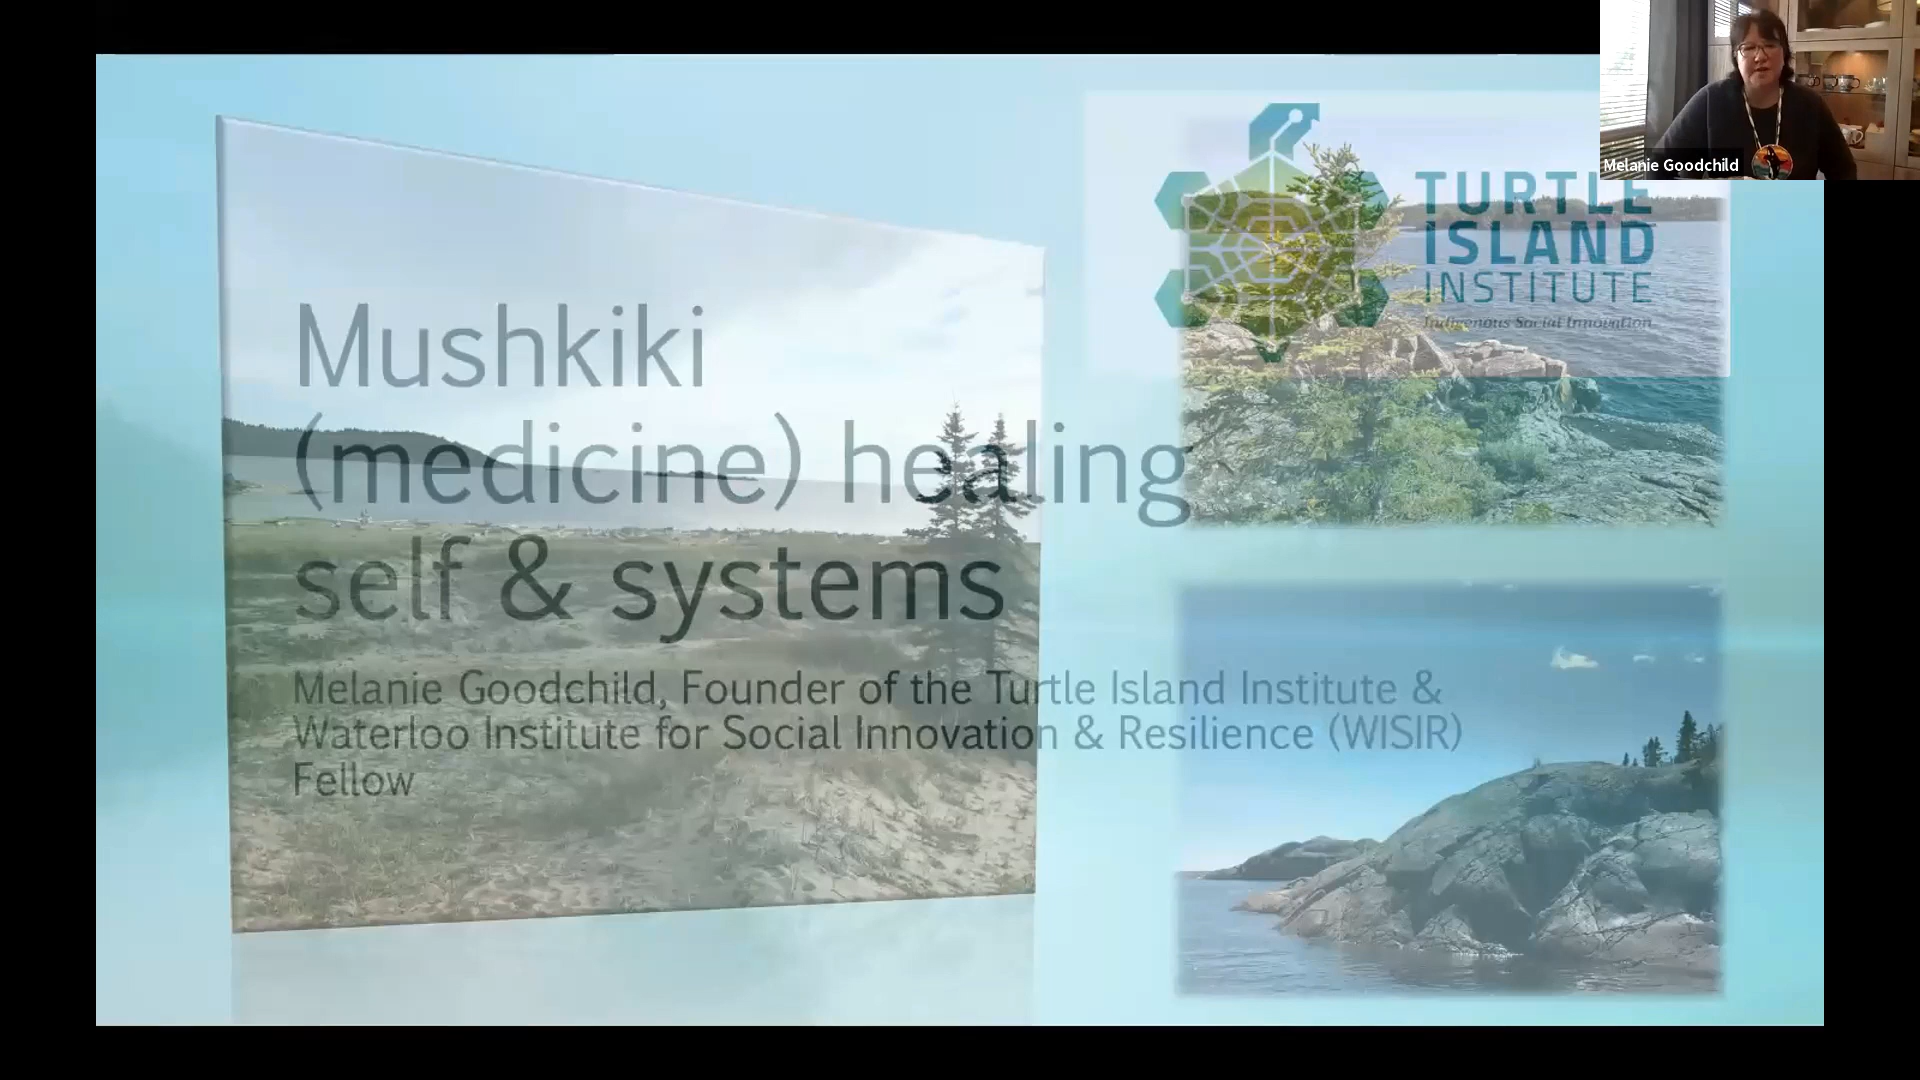 Melanie Goodchild
TURTLE
ISLAND
INSTITUTE
Indigenous Social Innovation
Mushkiki
(medicine) healing
self & systems
Melanie Goodchild, Founder of the Turtle Island Institute &
Waterloo Institute for Social Innovation & Resilience (WISIR)
Fellow